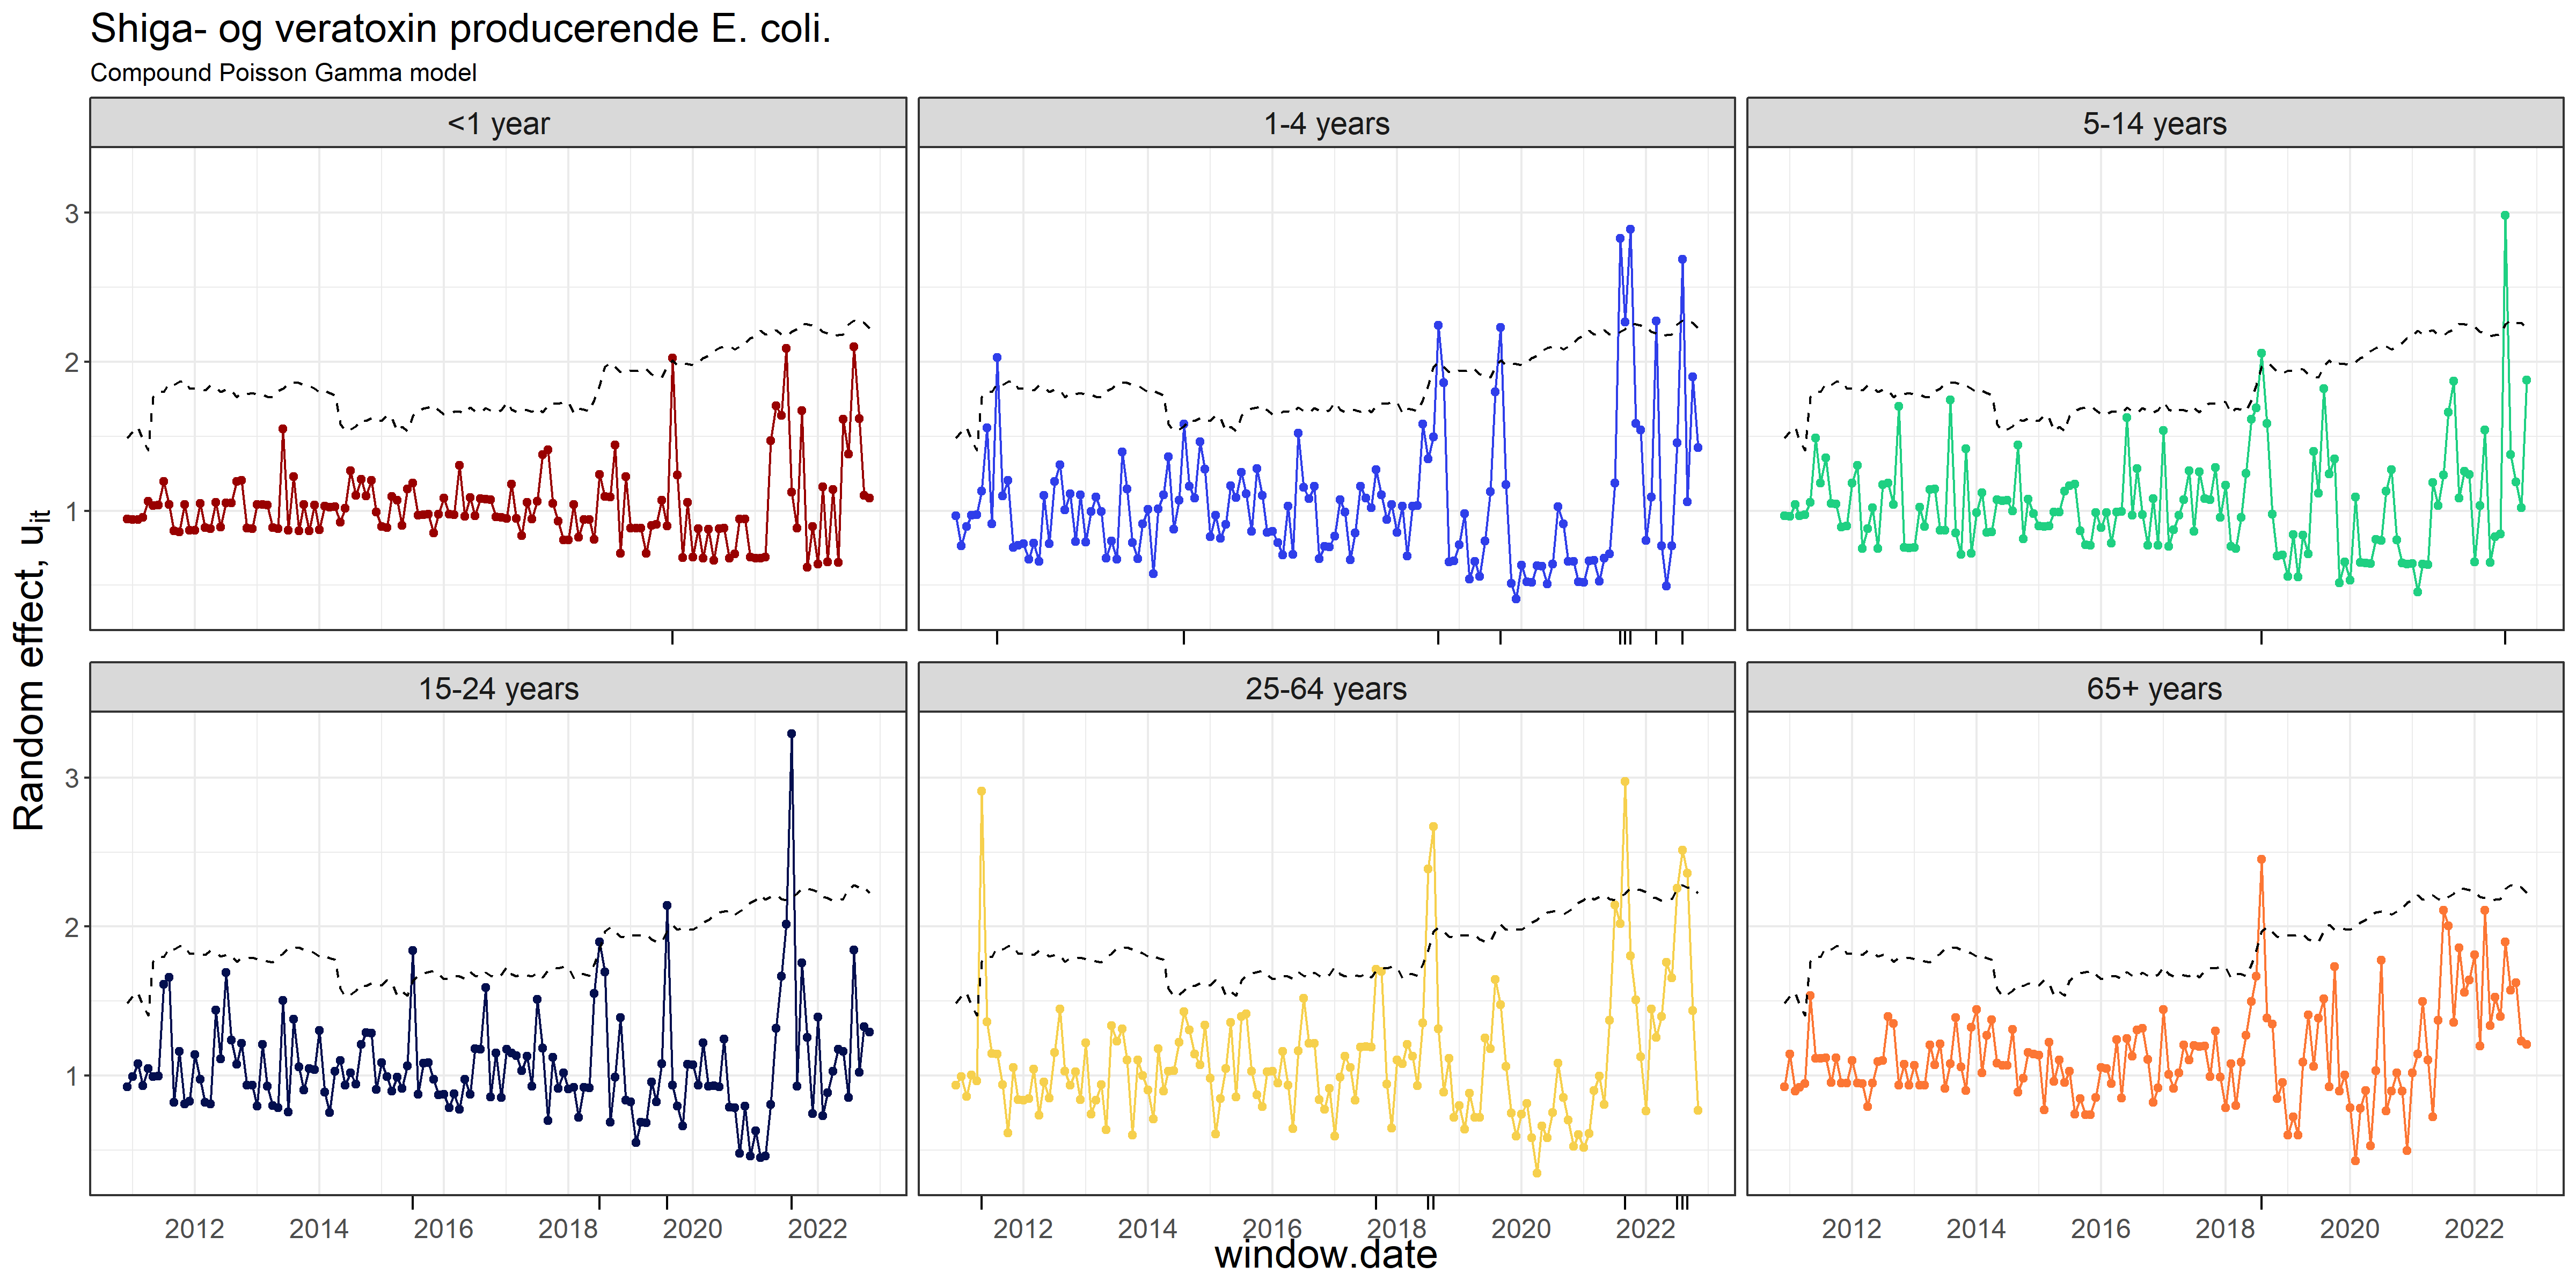 Shiga- og veratoxin producerende E. coli.
Compound Poisson Gamma model
<1 year
1-4 years
5-14 years
3
2
1
15-24 years
25-64 years
65+ years
3
2
1
Random effect, uit
2012 2014 2016 2018 2020 2022
2012 2014 2016 2018 2020 2022
2012 2014 2016 2018 2020 2022
window.date